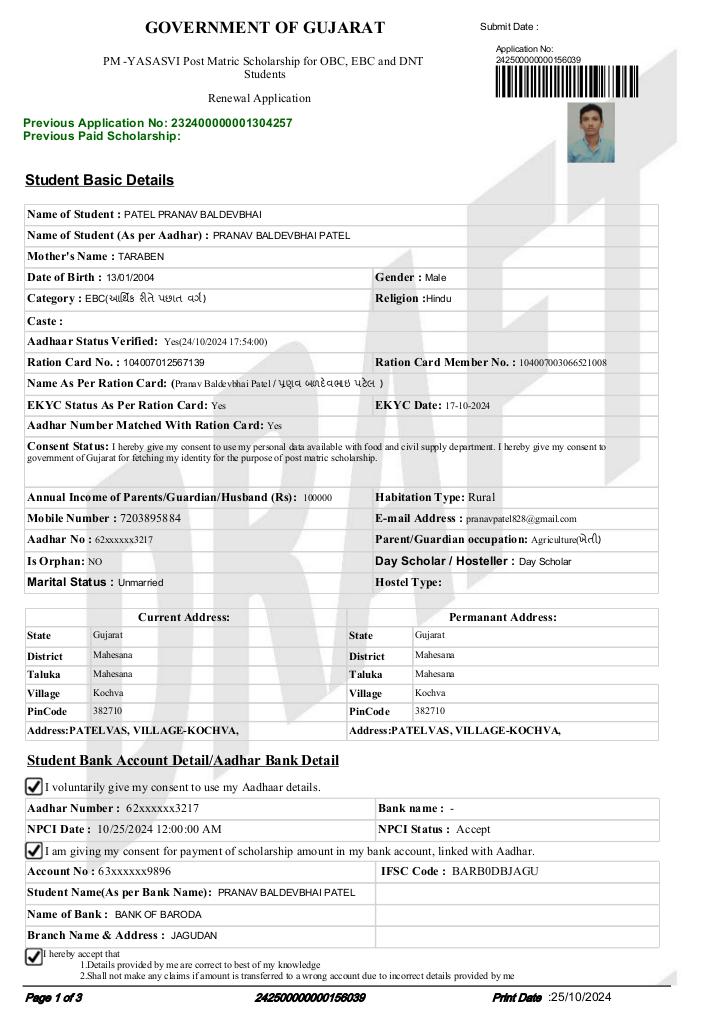 GOVERNMENT OF GUJARAT
Submit Date :
PM -YASASVI Post Matric Scholarship for OBC, EBC and DNT
Students
Application No:
242500000000156039
Renewal Application
Previous Application No: 232400000001304257
Previous Paid Scholarship:
Student Basic Details
Name of Student : PATEL PRANAV BALDEVBHAI
Name of Student (As per Aadhar) : PRANAV BALDEVBHAI PATEL
Mother's Name : TARABEN
Date of Birth : 13/01/2004 Gender : Male
Category : EBC(આર્થિક રીતે પછાત વર્ગ) Religion :Hindu
Caste :
Aadhaar Status Verified: Yes(24/10/2024 17:54:00)
Ration Card No. : 104007012567139 Ration Card Member No. : 104007003066521008
Name As Per Ration Card: (Pranav Baldevbhai Patel / પ્રણવ બળદેવભાઇ પટેલ )
EKYC Status As Per Ration Card: Yes EKYC Date: 17-10-2024
Aadhar Number Matched With Ration Card: Yes
Consent Status: I hereby give my consent to use my personal data available with food and civil supply department. I hereby give my consent to
government of Gujarat for fetching my identity for the purpose of post matric scholarship.
Annual Income of Parents/Guardian/Husband (Rs): 100000 Habitation Type: Rural
Mobile Number : 7203895884 E-mail Address : pranavpatel828@gmail.com
Aadhar No : 62xxxxxx3217 Parent/Guardian occupation: Agriculture(ખેતી)
Is Orphan: NO Day Scholar / Hosteller : Day Scholar
Marital Status : Unmarried Hostel Type:
Current Address: Permanant Address:
State Gujarat State Gujarat
District Mahesana District Mahesana
Taluka Mahesana Taluka Mahesana
Village Kochva Village Kochva
PinCode 382710 PinCode 382710
Address:PATELVAS, VILLAGE-KOCHVA, Address:PATELVAS, VILLAGE-KOCHVA,
Student Bank Account Detail/Aadhar Bank Detail
I voluntarily give my consent to use my Aadhaar details.
Aadhar Number : 62xxxxxx3217 Bank name : -
NPCI Date : 10/25/2024 12:00:00 AM NPCI Status : Accept
I am giving my consent for payment of scholarship amount in my bank account, linked with Aadhar.
Account No : 63xxxxxx9896 IFSC Code : BARB0DBJAGU
Student Name(As per Bank Name): PRANAV BALDEVBHAI PATEL
Name of Bank : BANK OF BARODA
Branch Name & Address : JAGUDAN
I hereby accept that
1.Details provided by me are correct to best of my knowledge
2.Shall not make any claims if amount is transferred to a wrong account due to incorrect details provided by me
Page 1 of 3 242500000000156039 Print Date :25/10/2024
DRAFT